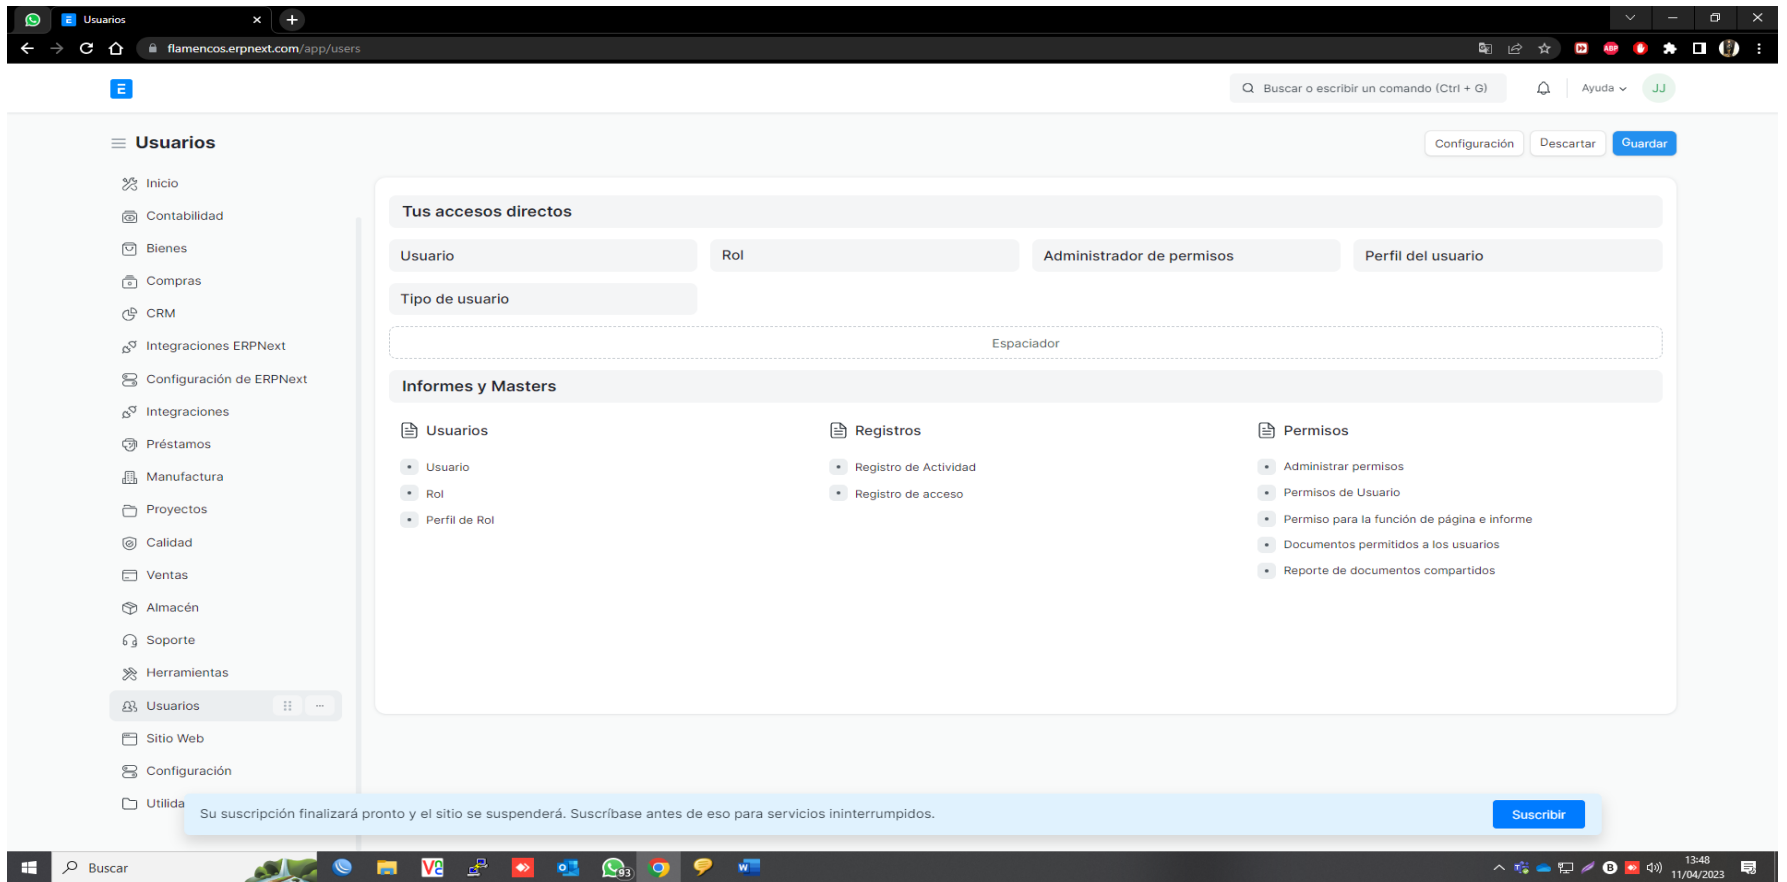 Usuarios
flamencos.erpnext.com/app/users
ABP
E
Buscar o escribir un comando (Ctrl + G)
Ayuda
JJ
Usuarios
Configuración
Descartar
Guardar
Inicio
Contabilidad
Bienes
Compras
CRM
Integraciones ERPNext
Configuración de ERPNext
Integraciones
Préstamos
Manufactura
Proyectos
Calidad
Ventas
Almacén
Soporte
Herramientas
Usuarios
Sitio Web
Configuración
Utilida
Tus accesos directos
Usuario
Rol
Administrador de permisos
Perfil del usuario
Tipo de usuario
Espaciador
Informes y Masters
Usuarios
Usuario
Rol
Perfil de Rol
Registros
Registro de Actividad
Registro de acceso
Permisos
Administrar permisos
Permisos de Usuario
Permiso para la función de página e informe
Documentos permitidos a los usuarios
Reporte de documentos compartidos
Su suscripción finalizará pronto y el sitio se suspenderá. Suscríbase antes de eso para servicios ininterrumpidos.
Suscribir
Buscar
93
13:48
11/04/2023